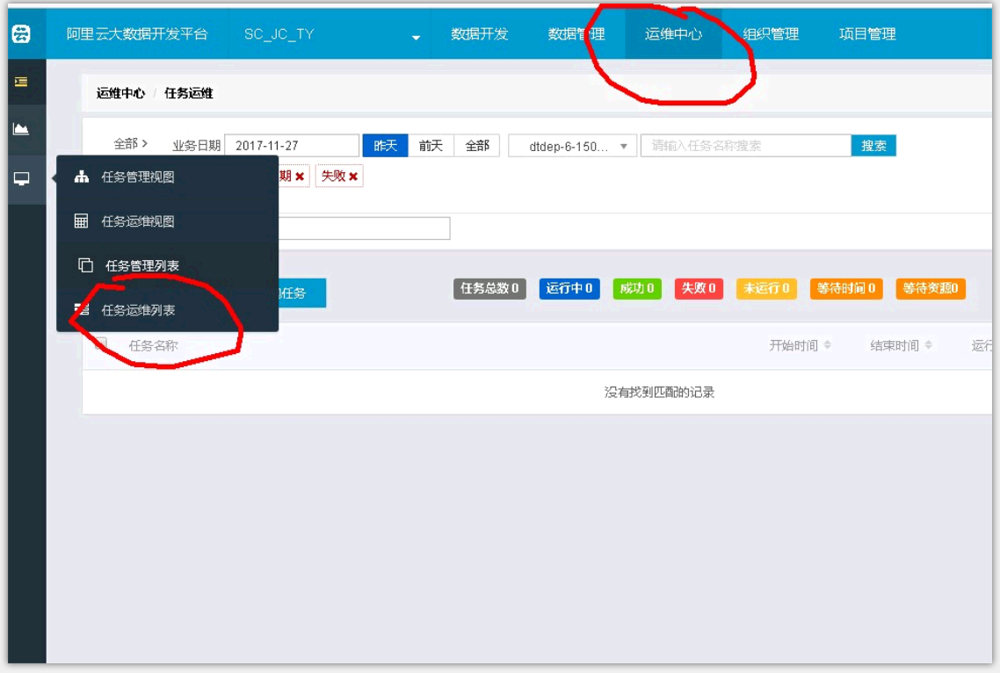 阿里云大数据开发平台 SC_JC_TY 数据开发 数据管理 运维中心 组织管理 项目管理
运维中心 / 任务运维
全部 > 业务日期 2017-11-27 昨天 前天 全部 dtdep-6-150... 请输入任务名称搜索 搜索
期 × 失败 ×
任务管理视图
任务运维视图
任务管理列表
任务运维列表
任务 任务总数 0 运行中 0 成功 0 失败 0 未运行 0 等待时间 0 等待资源0
任务名称 开始时间 结束时间 运行
没有找到匹配的记录